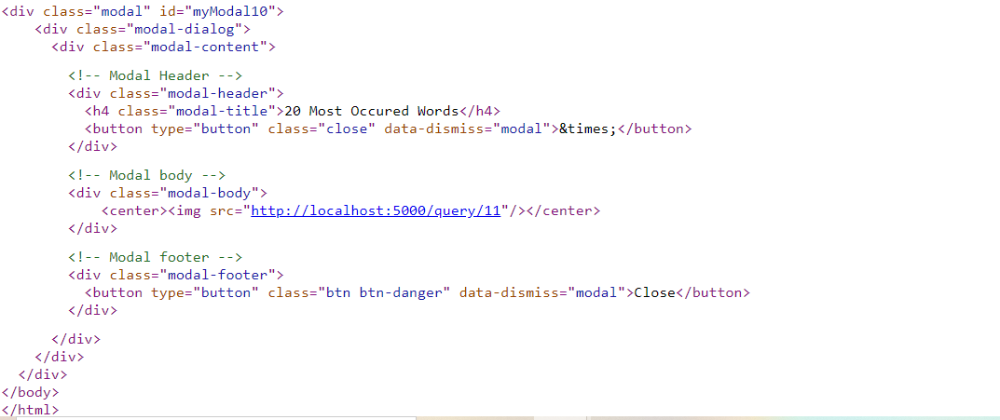 <div class="modal" id="myModal10">
<div class="modal-dialog">
<div class="modal-content">
<!-- Modal Header -->
<div class="modal-header">
<h4 class="modal-title">20 Most Occured Words</h4>
<button type="button" class="close" data-dismiss="modal">&times;</button>
</div>
<!-- Modal body -->
<div class="modal-body">
<center><img src="http://localhost:5000/query/11"/></center>
</div>
<!-- Modal footer -->
<div class="modal-footer">
<button type="button" class="btn btn-danger" data-dismiss="modal">Close</button>
</div>
</div>
</div>
</div>
</body>
</html>